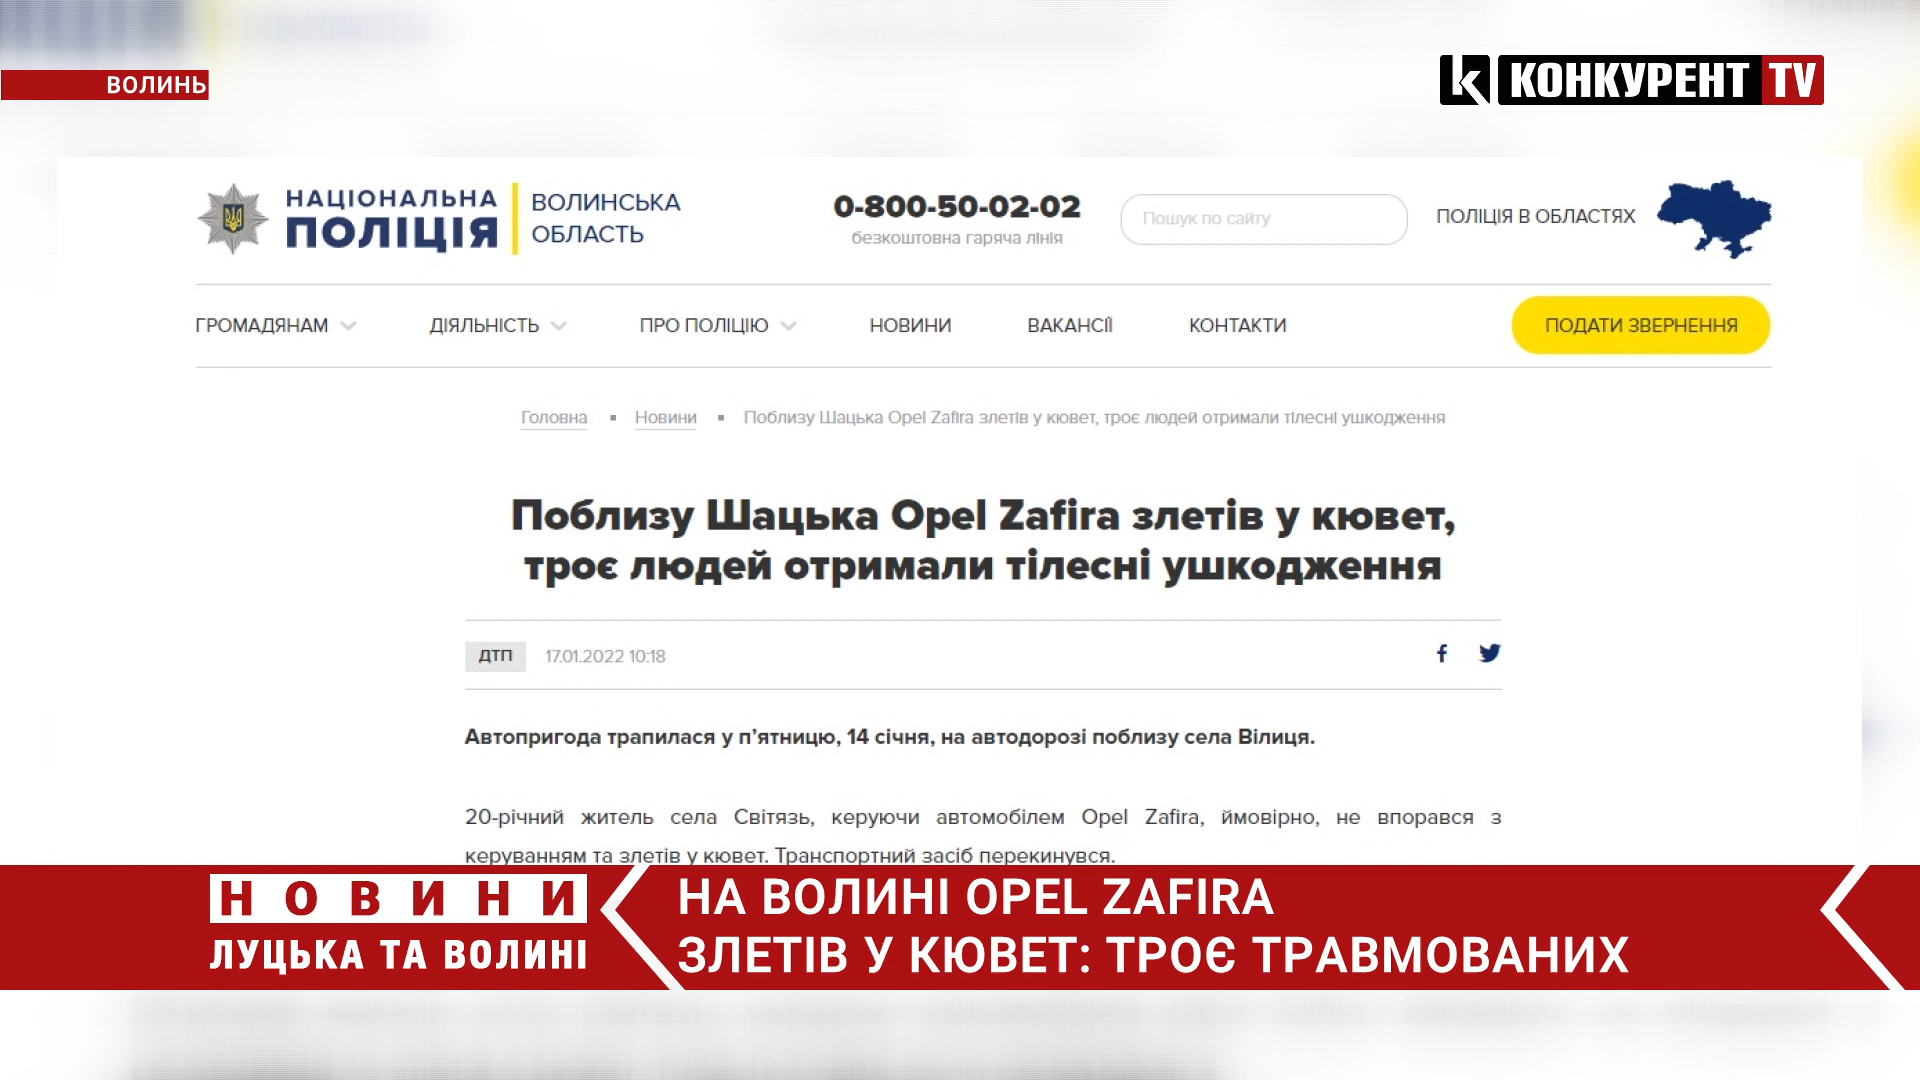 ВОЛИНЬ
k КОНКУРЕНТ TV
НАЦІОНАЛЬНА
ПОЛІЦІЯ
ВОЛИНСЬКА
ОБЛАСТЬ
0-800-50-02-02
безкоштовна гаряча лінія
Пошук по сайту
ПОЛІЦІЯ В ОБЛАСТЯХ
ГРОМАДЯНАМ ДІЯЛЬНІСТЬ ПРО ПОЛІЦІЮ НОВИНИ ВАКАНСІЇ КОНТАКТИ ПОДАТИ ЗВЕРНЕННЯ
Головна ▪ Новини ▪ Поблизу Шацька Opel Zafira злетів у кювет, троє людей отримали тілесні ушкодження
Поблизу Шацька Opel Zafira злетів у кювет,
троє людей отримали тілесні ушкодження
ДТП 17.01.2022 10:18
Автопригода трапилася у п’ятницю, 14 січня, на автодорозі поблизу села Вілиця.
20-річний житель села Світязь, керуючи автомобілем Opel Zafira, ймовірно, не впорався з
керуванням та злетів у кювет. Транспортний засіб перекинувся.
НОВИНИ
ЛУЦЬКА ТА ВОЛИНІ
НА ВОЛИНІ OPEL ZAFIRA
ЗЛЕТІВ У КЮВЕТ: ТРОЄ ТРАВМОВАНИХ